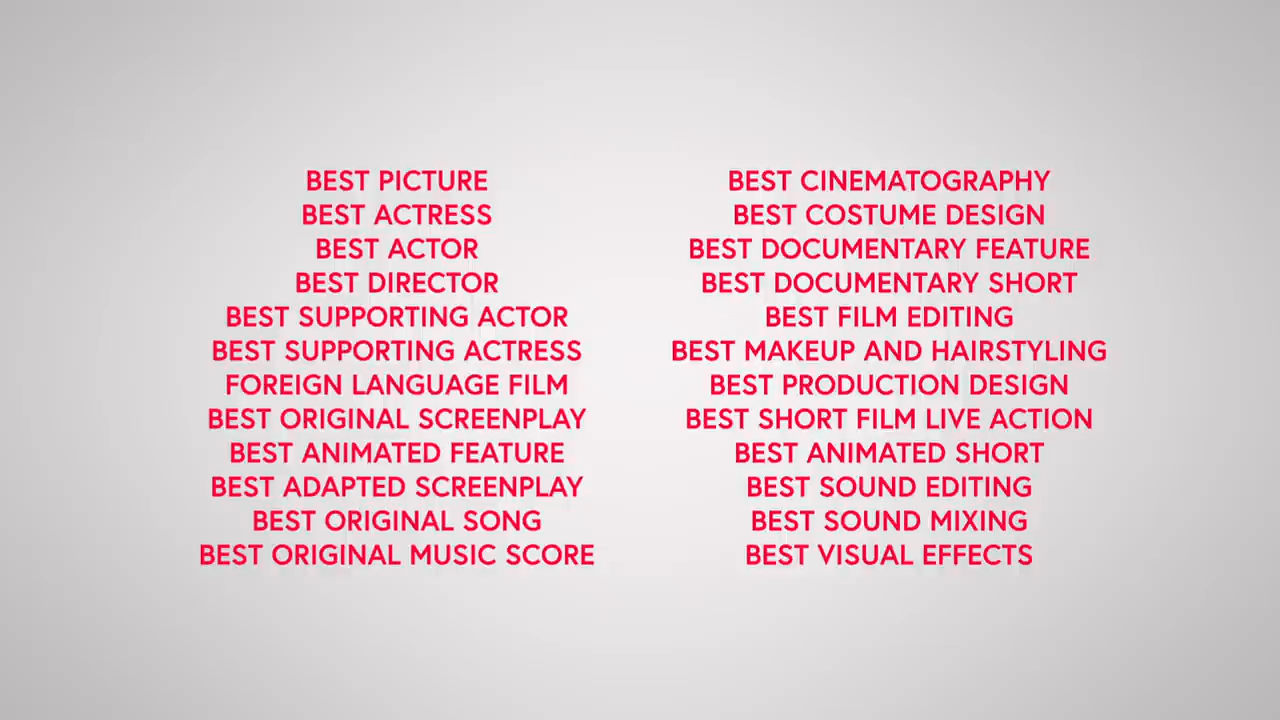 BEST PICTURE
BEST ACTRESS
BEST ACTOR
BEST DIRECTOR
BEST SUPPORTING ACTOR
BEST SUPPORTING ACTRESS
FOREIGN LANGUAGE FILM
BEST ORIGINAL SCREENPLAY
BEST ANIMATED FEATURE
BEST ADAPTED SCREENPLAY
BEST ORIGINAL SONG
BEST ORIGINAL MUSIC SCORE
BEST CINEMATOGRAPHY
BEST COSTUME DESIGN
BEST DOCUMENTARY FEATURE
BEST DOCUMENTARY SHORT
BEST FILM EDITING
BEST MAKEUP AND HAIRSTYLING
BEST PRODUCTION DESIGN
BEST SHORT FILM LIVE ACTION
BEST ANIMATED SHORT
BEST SOUND EDITING
BEST SOUND MIXING
BEST VISUAL EFFECTS